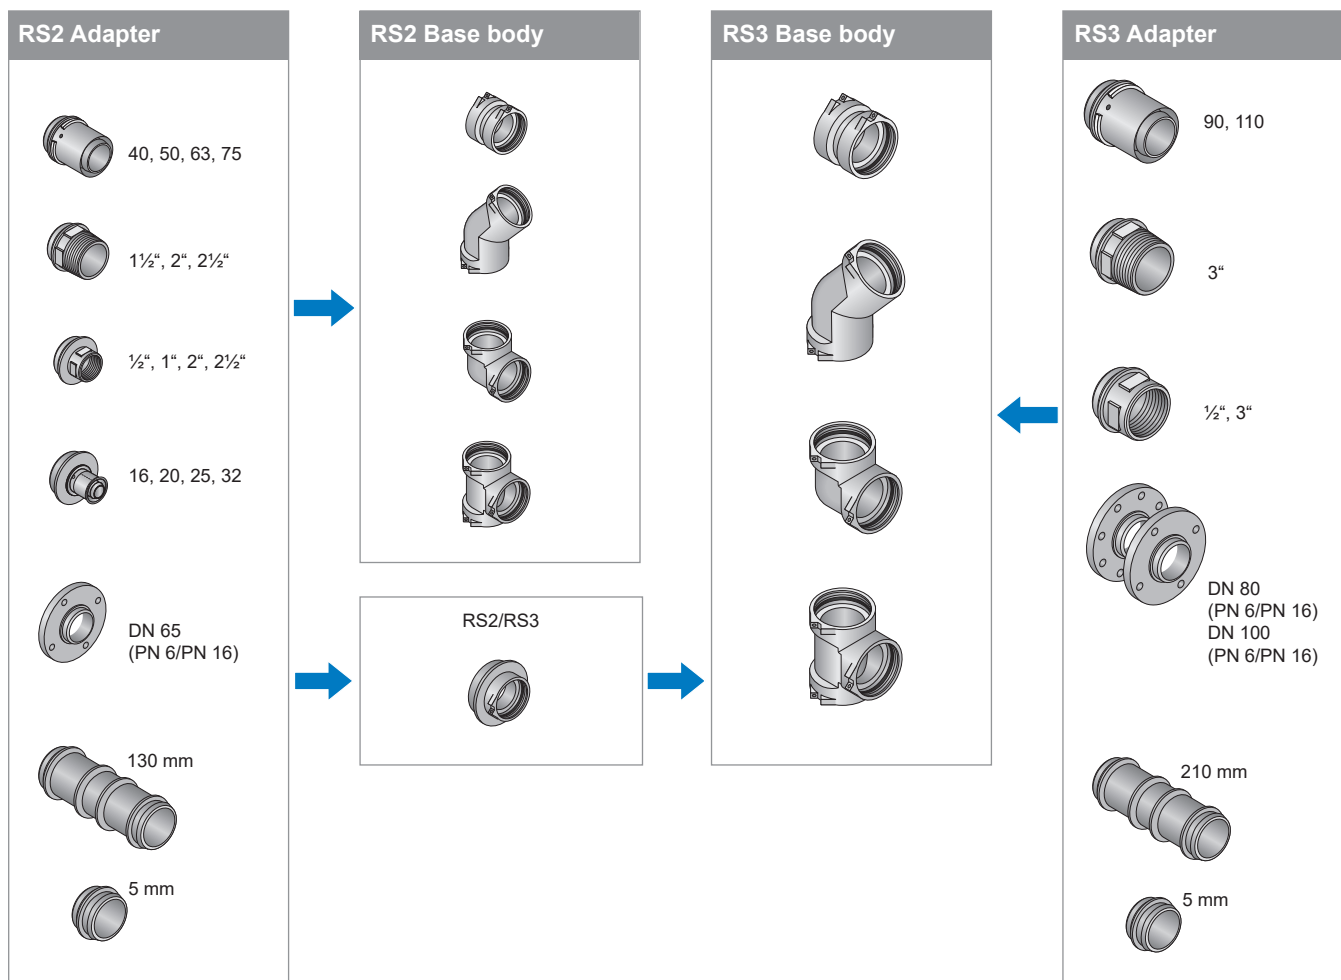 RS2 Adapter
40, 50, 63, 75
1½“, 2“, 2½“
½“, 1“, 2“, 2½“
16, 20, 25, 32
DN 65
(PN 6/PN 16)
130 mm
5 mm
RS2 Base body
RS2/RS3
RS3 Base body
RS3 Adapter
90, 110
3“
½“, 3“
DN 80
(PN 6/PN 16)
DN 100
(PN 6/PN 16)
210 mm
5 mm